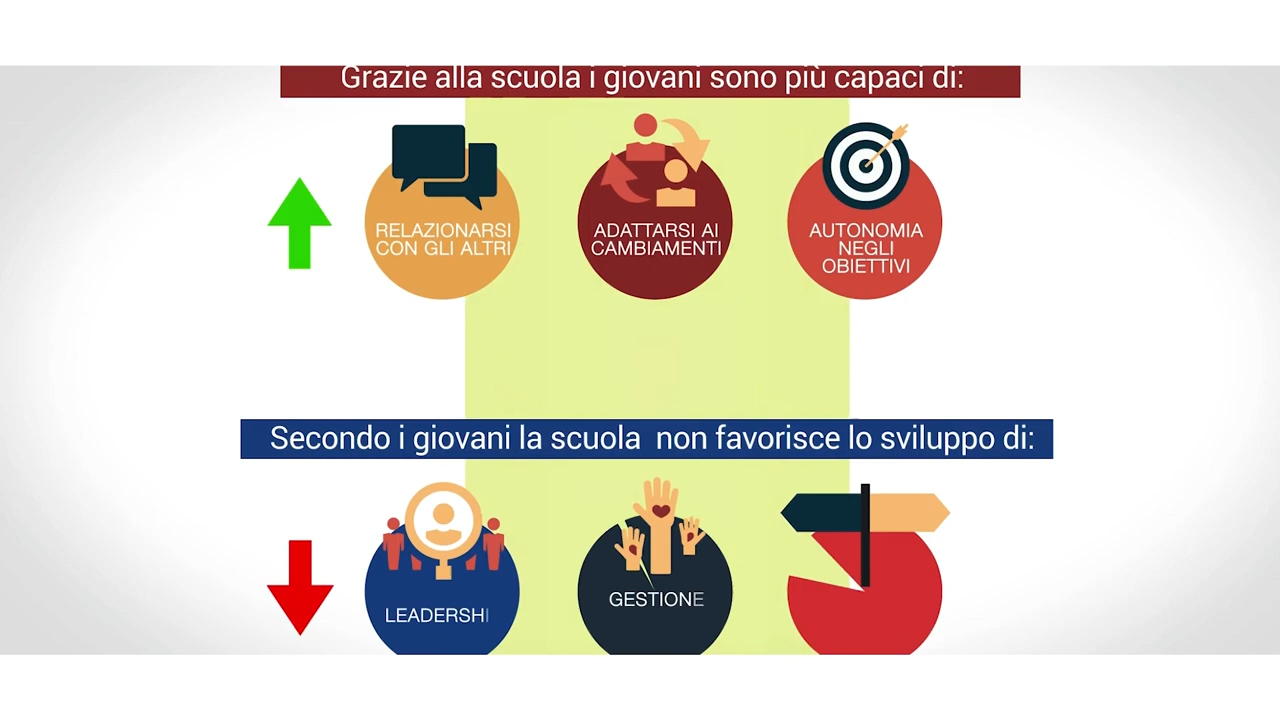 Grazie alla scuola i giovani sono più capaci di:
RELAZIONARSI
CON GLI ALTRI
ADATTARSI AI
CAMBIAMENTI
AUTONOMIA
NEGLI
OBIETTIVI
Secondo i giovani la scuola non favorisce lo sviluppo di:
LEADERSHI
GESTIONE